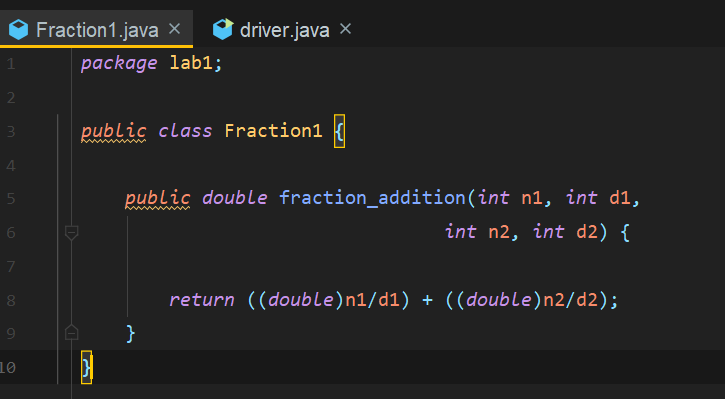 Fraction1.java × driver.java ×
1 package lab1;
2
3 public class Fraction1 {
4
5 public double fraction_addition(int n1, int d1,
6 int n2, int d2) {
7
8 return ((double)n1/d1) + ((double)n2/d2);
9 }
10 }